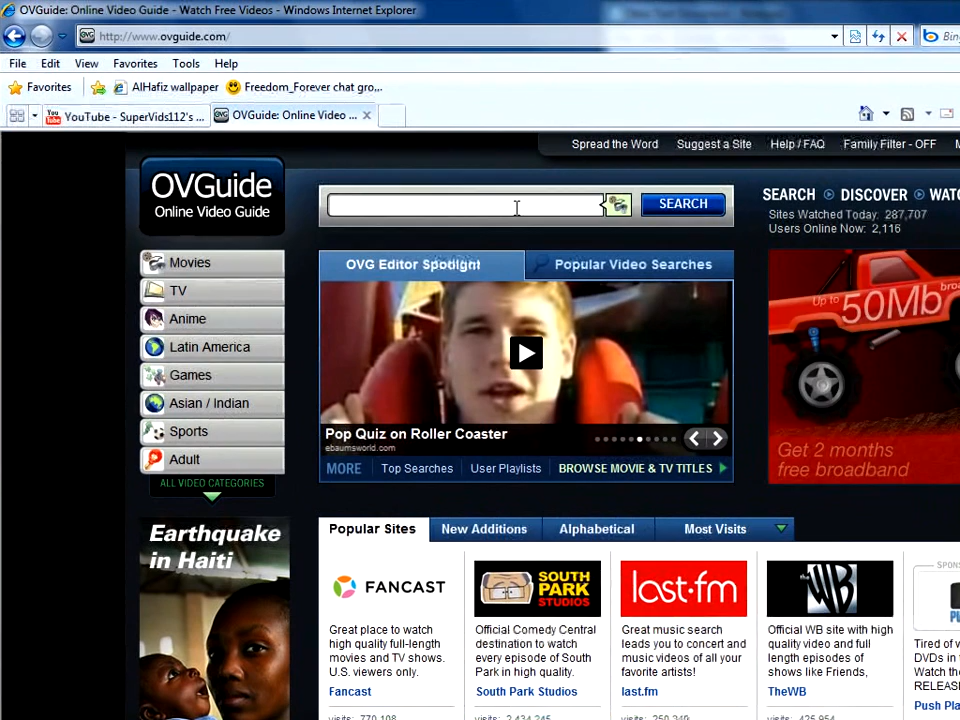 OVGuide: Online Video Guide - Watch Free Videos - Windows Internet Explorer
http://www.ovguide.com/
Bing
File Edit View Favorites Tools Help
Favorites AlHafiz wallpaper Freedom_Forever chat gro...
YouTube - SuperVids112's ... OVGuide: Online Video ...
Spread the Word Suggest a Site Help / FAQ Family Filter - OFF
OVGuide
Online Video Guide
SEARCH
SEARCH DISCOVER WAT
Sites Watched Today: 287,707
Users Online Now: 2,116
Movies
TV
Anime
Latin America
Games
Asian / Indian
Sports
Adult
ALL VIDEO CATEGORIES
OVG Editor Spotlight Popular Video Searches
Pop Quiz on Roller Coaster
ebaumsworld.com
MORE Top Searches User Playlists BROWSE MOVIE & TV TITLES
Up to 50Mb broa
Get 2 months
free broadband
Earthquake
in Haiti
Popular Sites New Additions Alphabetical Most Visits
FANCAST
Great place to watch
high quality full-length
movies and TV shows.
U.S. viewers only.
Fancast
visits: 770,108
SOUTH
PARK
STUDIOS
Official Comedy Central
destination to watch
every episode of South
Park in high quality.
South Park Studios
visits: 2,434,245
last.fm
Great music search
leads you to concert and
music videos of all your
favorite artists!
last.fm
visits: 250,349
WB
Official WB site with high
quality video and full
length episodes of
shows like Friends,
TheWB
visits: 425,954
SPONS
Tired of w
DVDs in t
Watch the
RELEASE
Push Pla